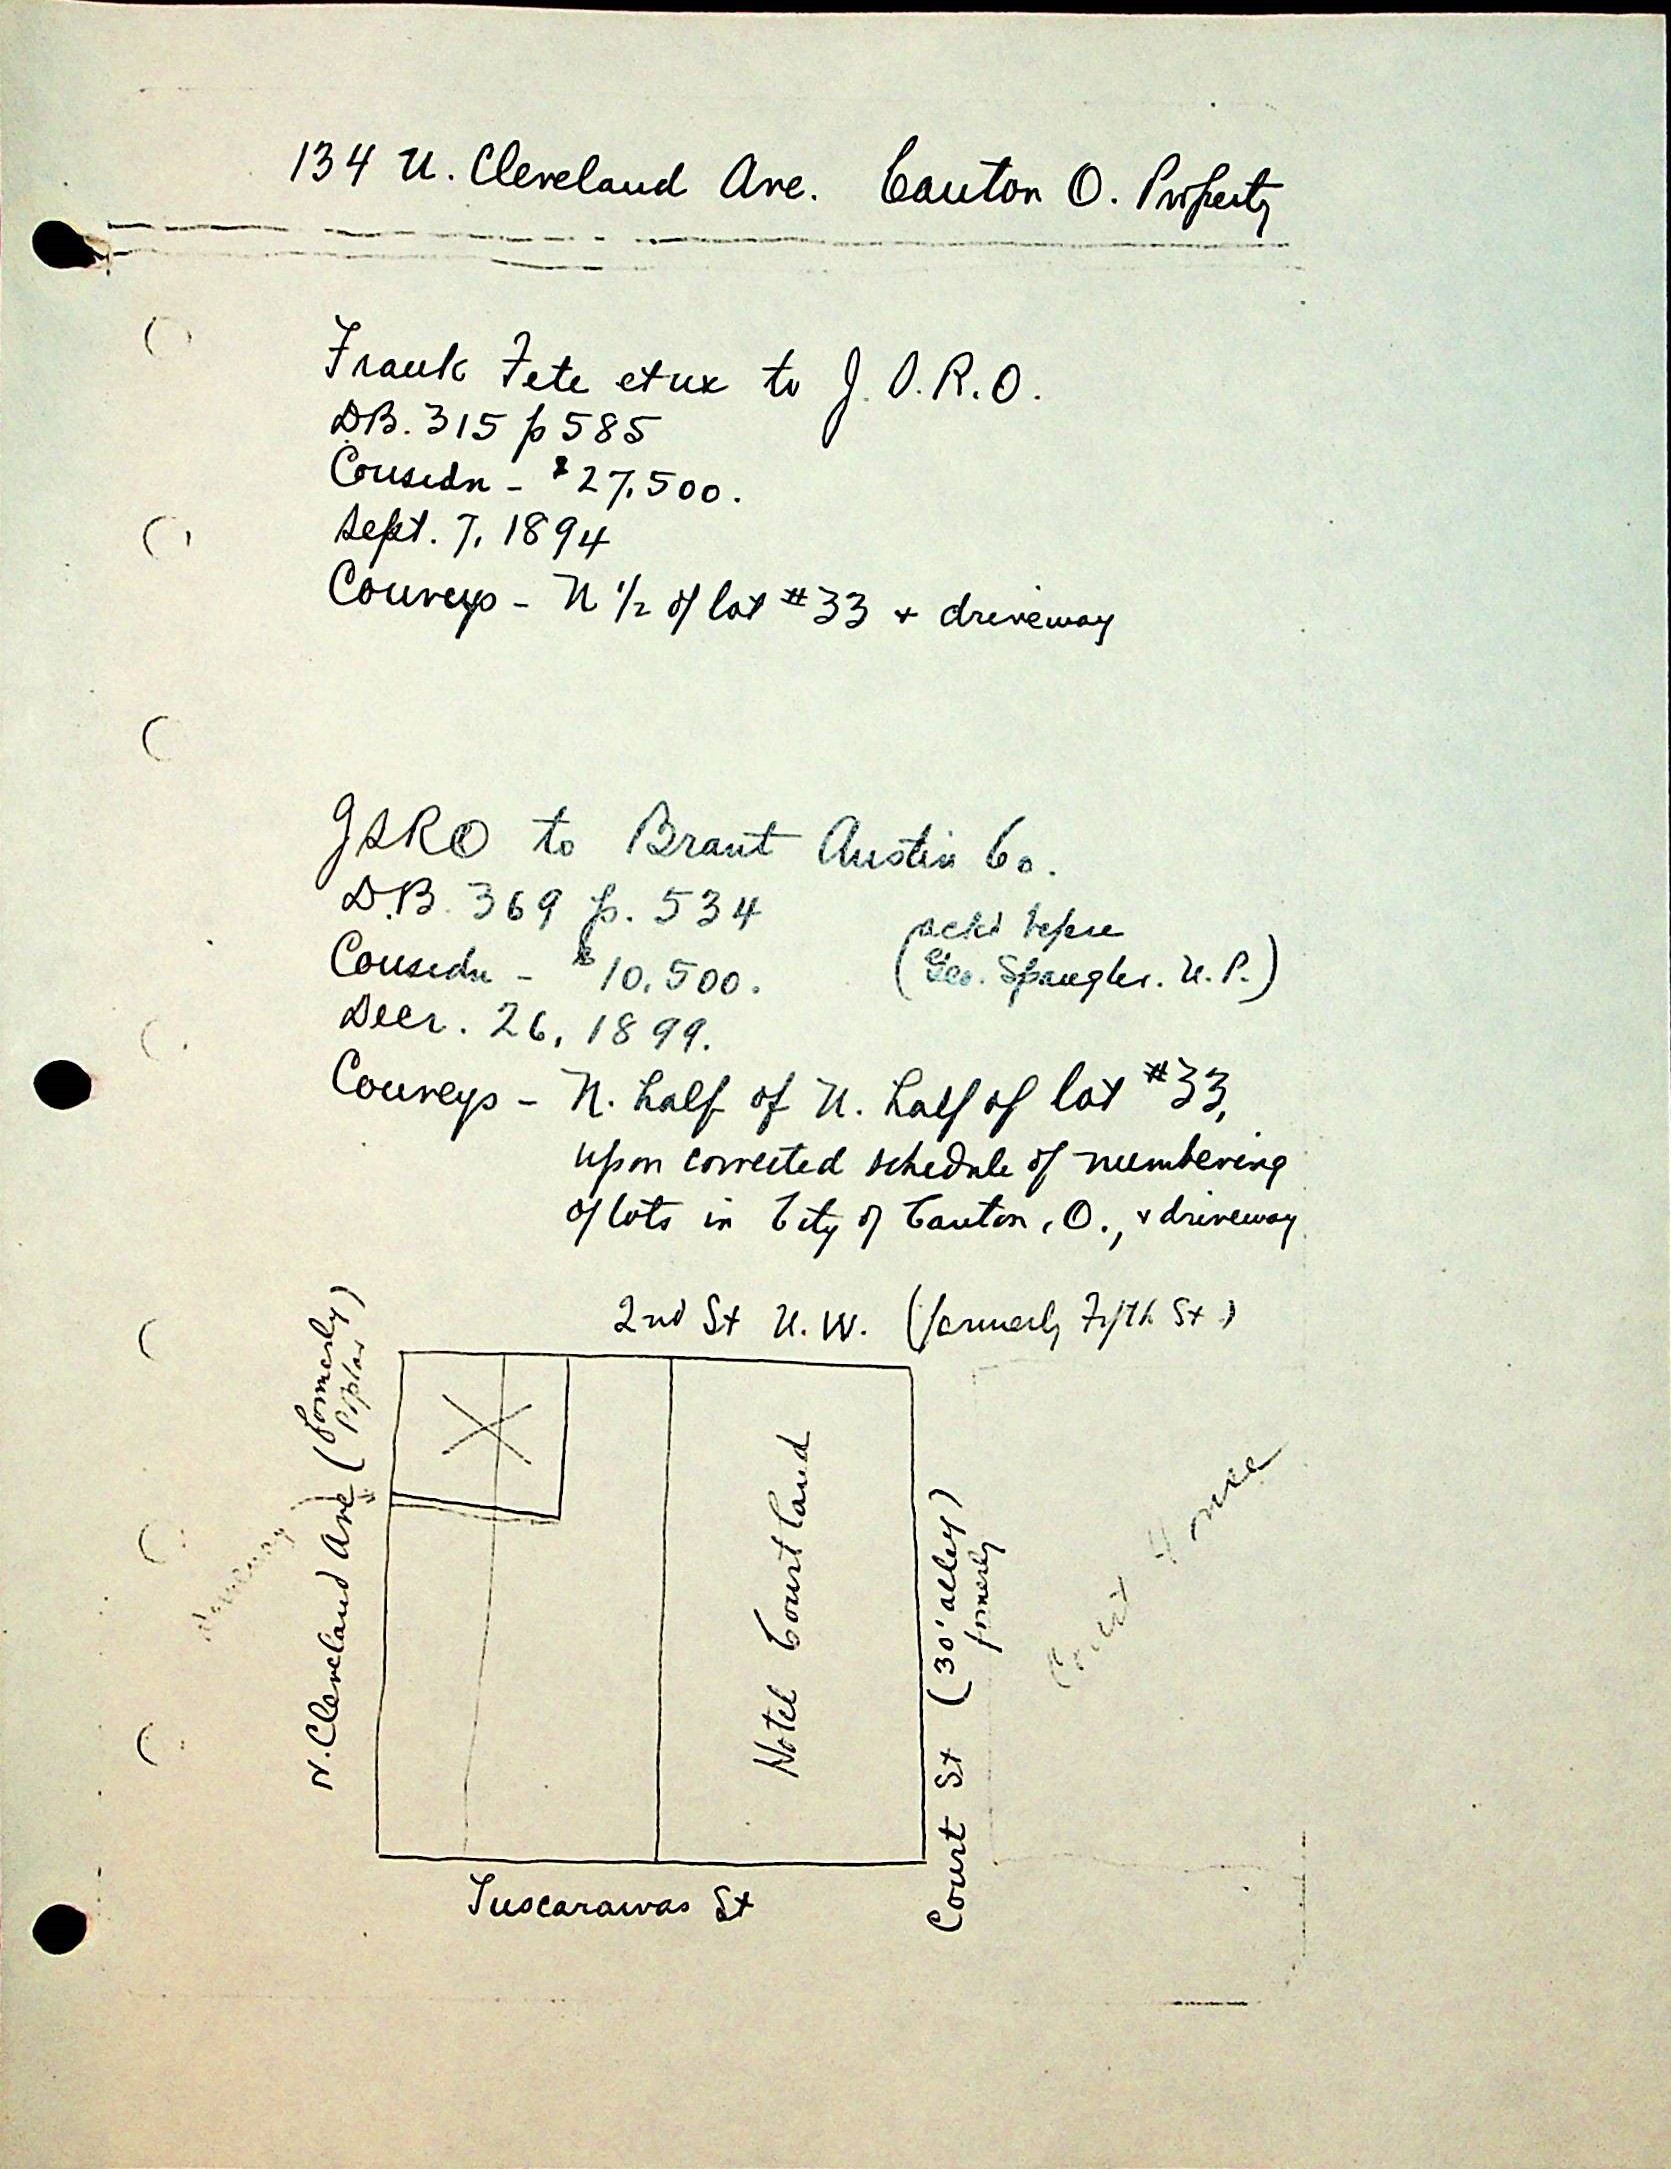 134 N. Cleveland Ave. Canton O. Property
Frank Fete et ux to J. S. R. O.
DB. 315 p 585
Considn - $27,500.
Sept. 7, 1894
Conveys - N 1/2 of lot #33 + driveway
JSRO to Brant Austin Co.
D.B. 369 p. 534
ackd before
Considn - $10,500.
(Geo. Spangler. N. P.)
Decr. 26, 1899.
Conveys - N. half of N. half of lot #33,
upon corrected schedule of numbering
of lots in City of Canton, O., + driveway
2nd St N. W. (formerly Fifth St.)
N. Cleveland Ave (formerly
Poplar)
driveway
Hotel Courtland
Court St (30' alley)
formerly
Court House
Tuscarawas St